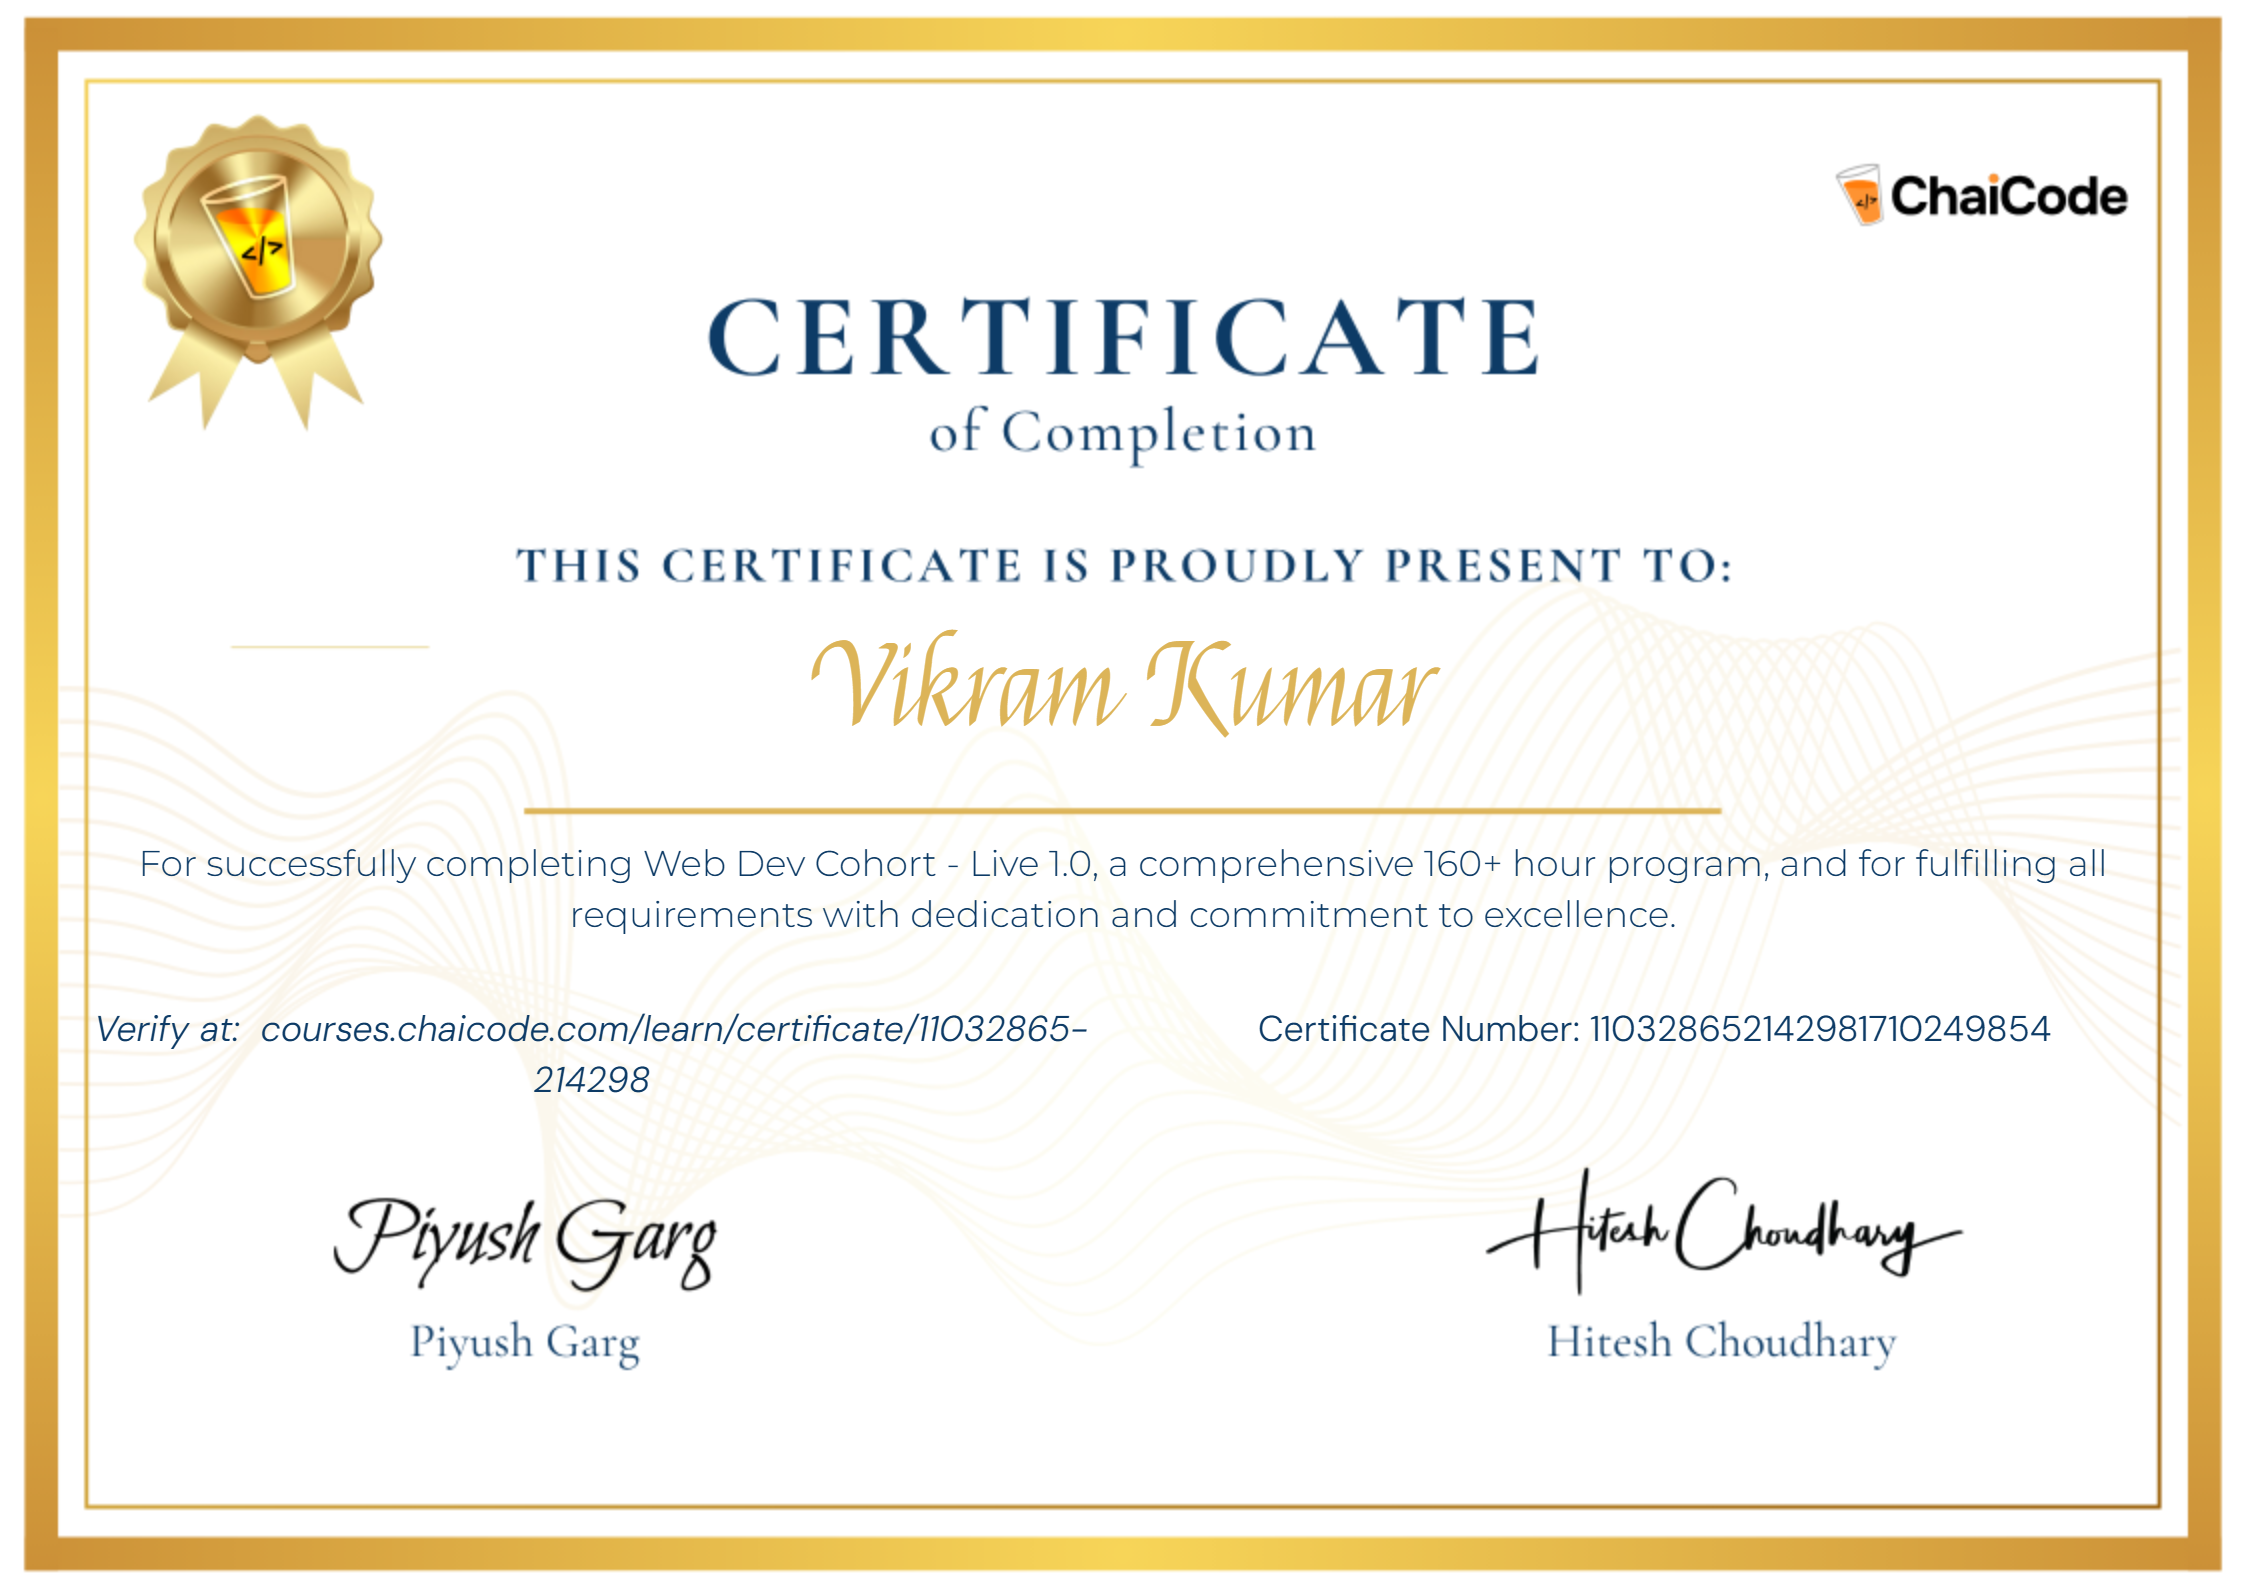 </>
</> ChaiCode
CERTIFICATE
of Completion
THIS CERTIFICATE IS PROUDLY PRESENT TO:
Vikram Kumar
For successfully completing Web Dev Cohort - Live 1.0, a comprehensive 160+ hour program, and for fulfilling all
requirements with dedication and commitment to excellence.
Verify at: courses.chaicode.com/learn/certificate/11032865-
214298
Certificate Number: 110328652142981710249854
Piyush Garg
Hitesh Choudhary
Piyush Garg
Hitesh Choudhary